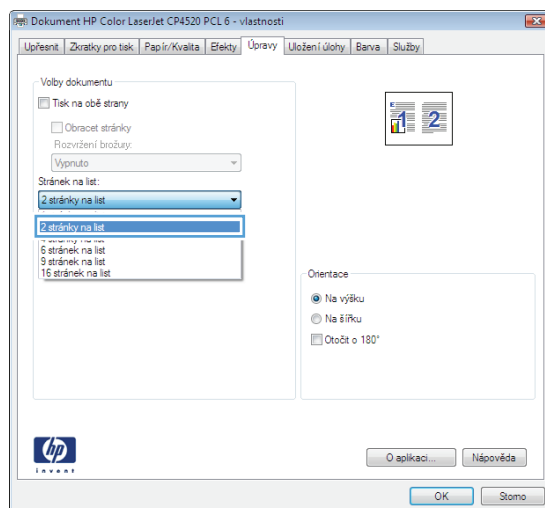 Dokument HP Color LaserJet CP4520 PCL 6 - vlastnosti
Upřesnit Zkratky pro tisk Papír/Kvalita Efekty Úpravy Uložení úlohy Barva Služby
Volby dokumentu
Tisk na obě strany
Obracet stránky
Rozvržení brožury:
Vypnuto
Stránek na list:
2 stránky na list
2 stránky na list
6 stránek na list
9 stránek na list
16 stránek na list
1 2
Orientace
Na výšku
Na šířku
Otočit o 180°
hp
invent
O aplikaci... Nápověda
OK Storno